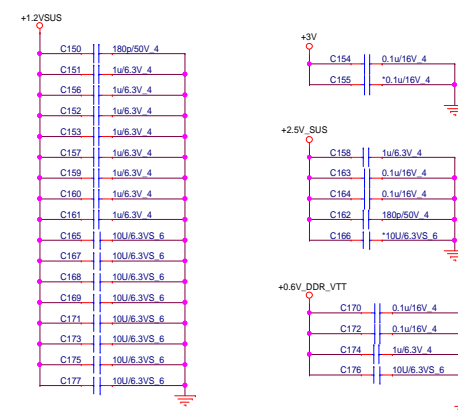 +1.2VSUS
C150 180p/50V_4
C151 1u/6.3V_4
C156 1u/6.3V_4
C152 1u/6.3V_4
C153 1u/6.3V_4
C157 1u/6.3V_4
C159 1u/6.3V_4
C160 1u/6.3V_4
C161 1u/6.3V_4
C165 10U/6.3VS_6
C167 10U/6.3VS_6
C168 10U/6.3VS_6
C169 10U/6.3VS_6
C171 10U/6.3VS_6
C173 10U/6.3VS_6
C175 10U/6.3VS_6
C177 10U/6.3VS_6
+3V
C154 0.1u/16V_4
C155 *0.1u/16V_4
+2.5V_SUS
C158 1u/6.3V_4
C163 0.1u/16V_4
C164 0.1u/16V_4
C162 180p/50V_4
C166 *10U/6.3VS_6
+0.6V_DDR_VTT
C170 0.1u/16V_4
C172 0.1u/16V_4
C174 1u/6.3V_4
C176 10U/6.3VS_6